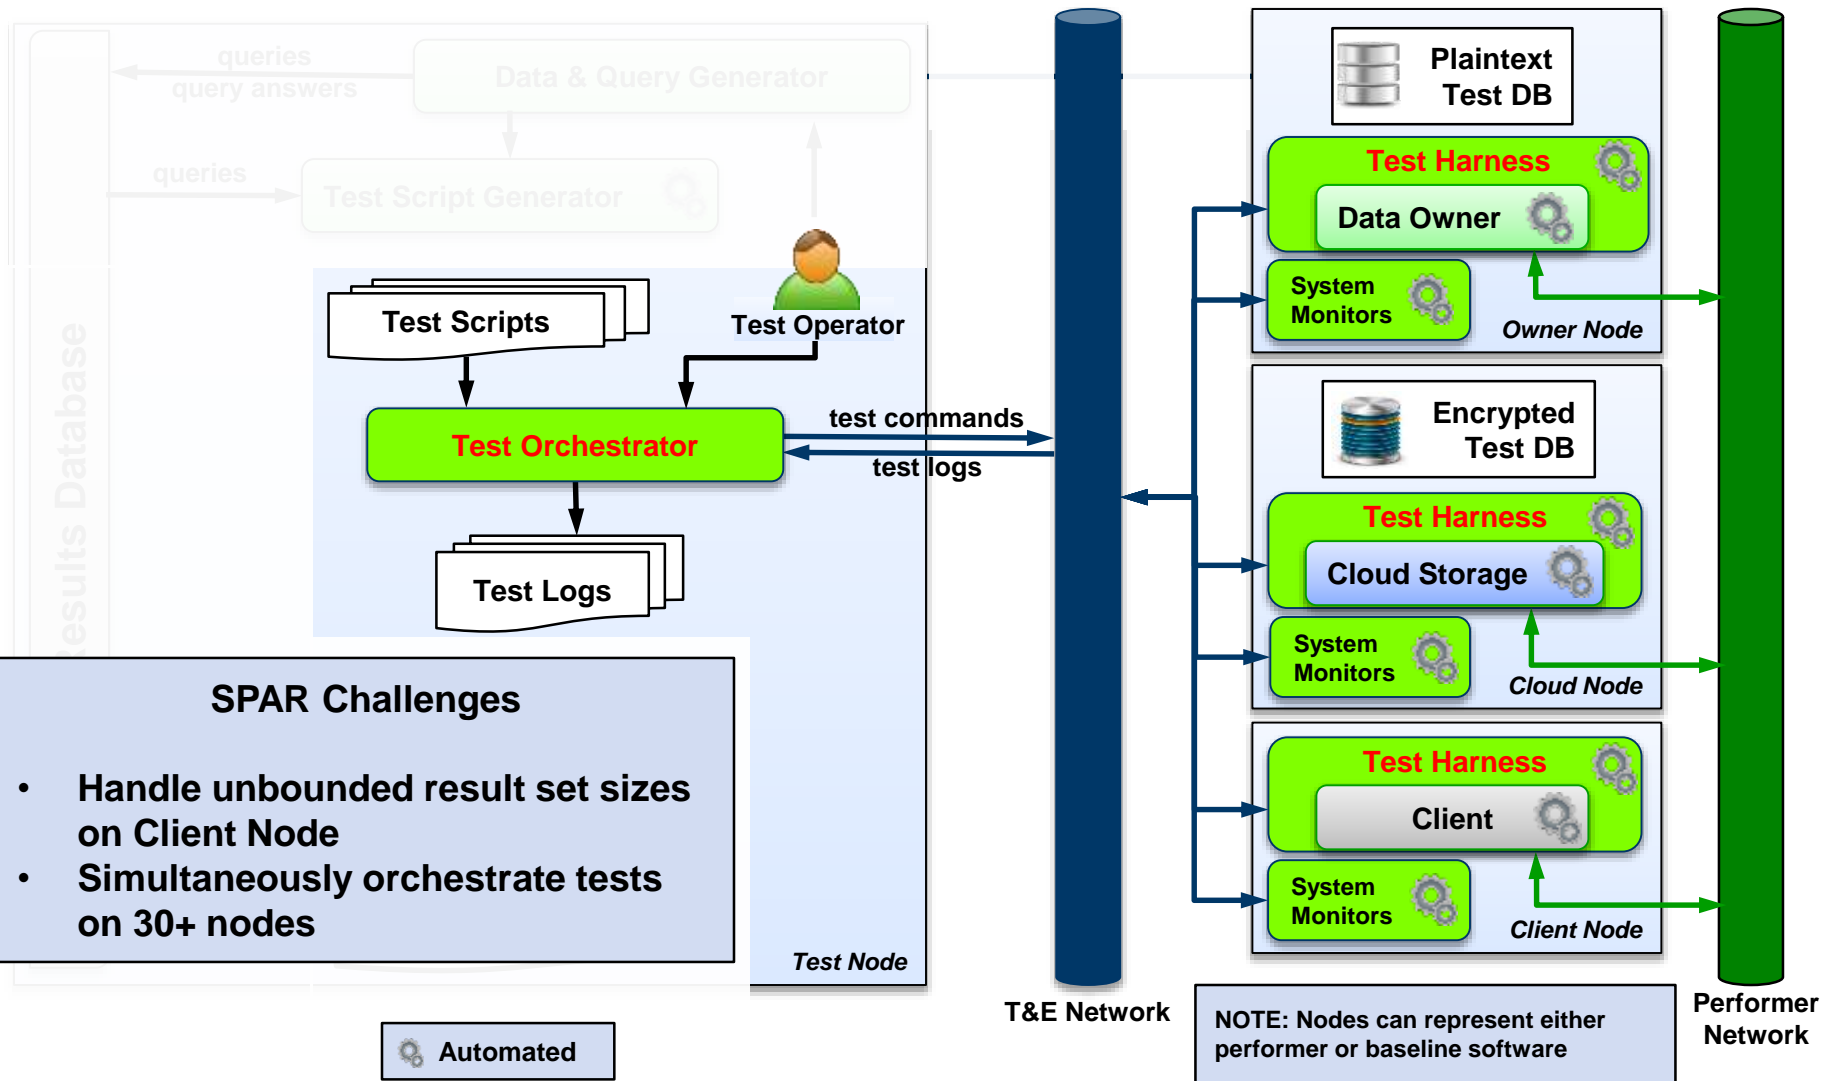 queries
query answers
Data & Query Generator
queries
Test Script Generator
Results Database
Test Scripts
Test Operator
Test Orchestrator
test commands
test logs
Test Logs
SPAR Challenges
• Handle unbounded result set sizes
on Client Node
• Simultaneously orchestrate tests
on 30+ nodes
Test Node
Automated
T&E Network
Plaintext
Test DB
Test Harness
Data Owner
System
Monitors
Owner Node
Encrypted
Test DB
Test Harness
Cloud Storage
System
Monitors
Cloud Node
Test Harness
Client
System
Monitors
Client Node
NOTE: Nodes can represent either
performer or baseline software
Performer
Network